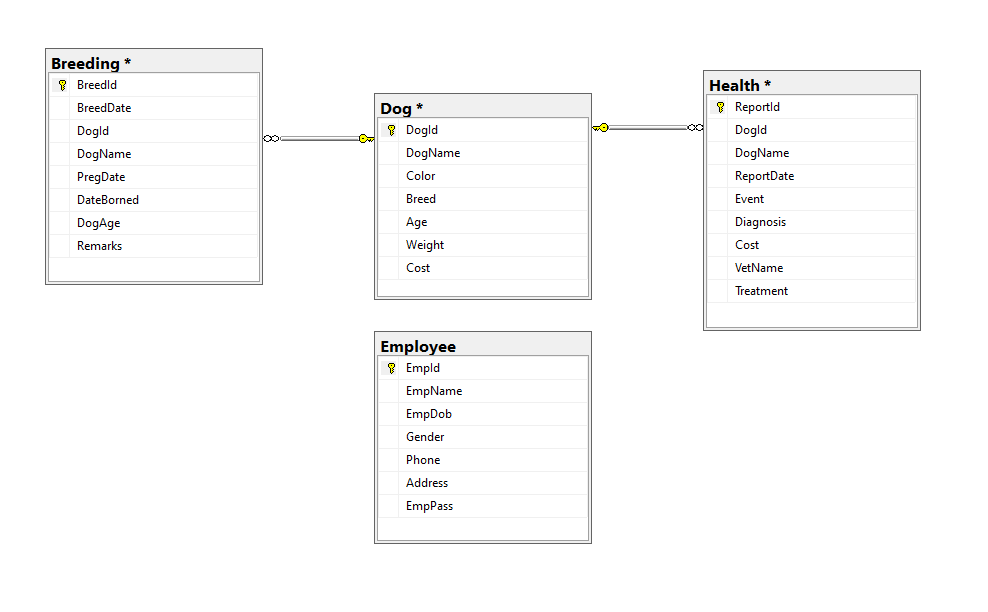 Breeding *
BreedId
BreedDate
DogId
DogName
PregDate
DateBorned
DogAge
Remarks
Dog *
DogId
DogName
Color
Breed
Age
Weight
Cost
Health *
ReportId
DogId
DogName
ReportDate
Event
Diagnosis
Cost
VetName
Treatment
Employee
EmpId
EmpName
EmpDob
Gender
Phone
Address
EmpPass